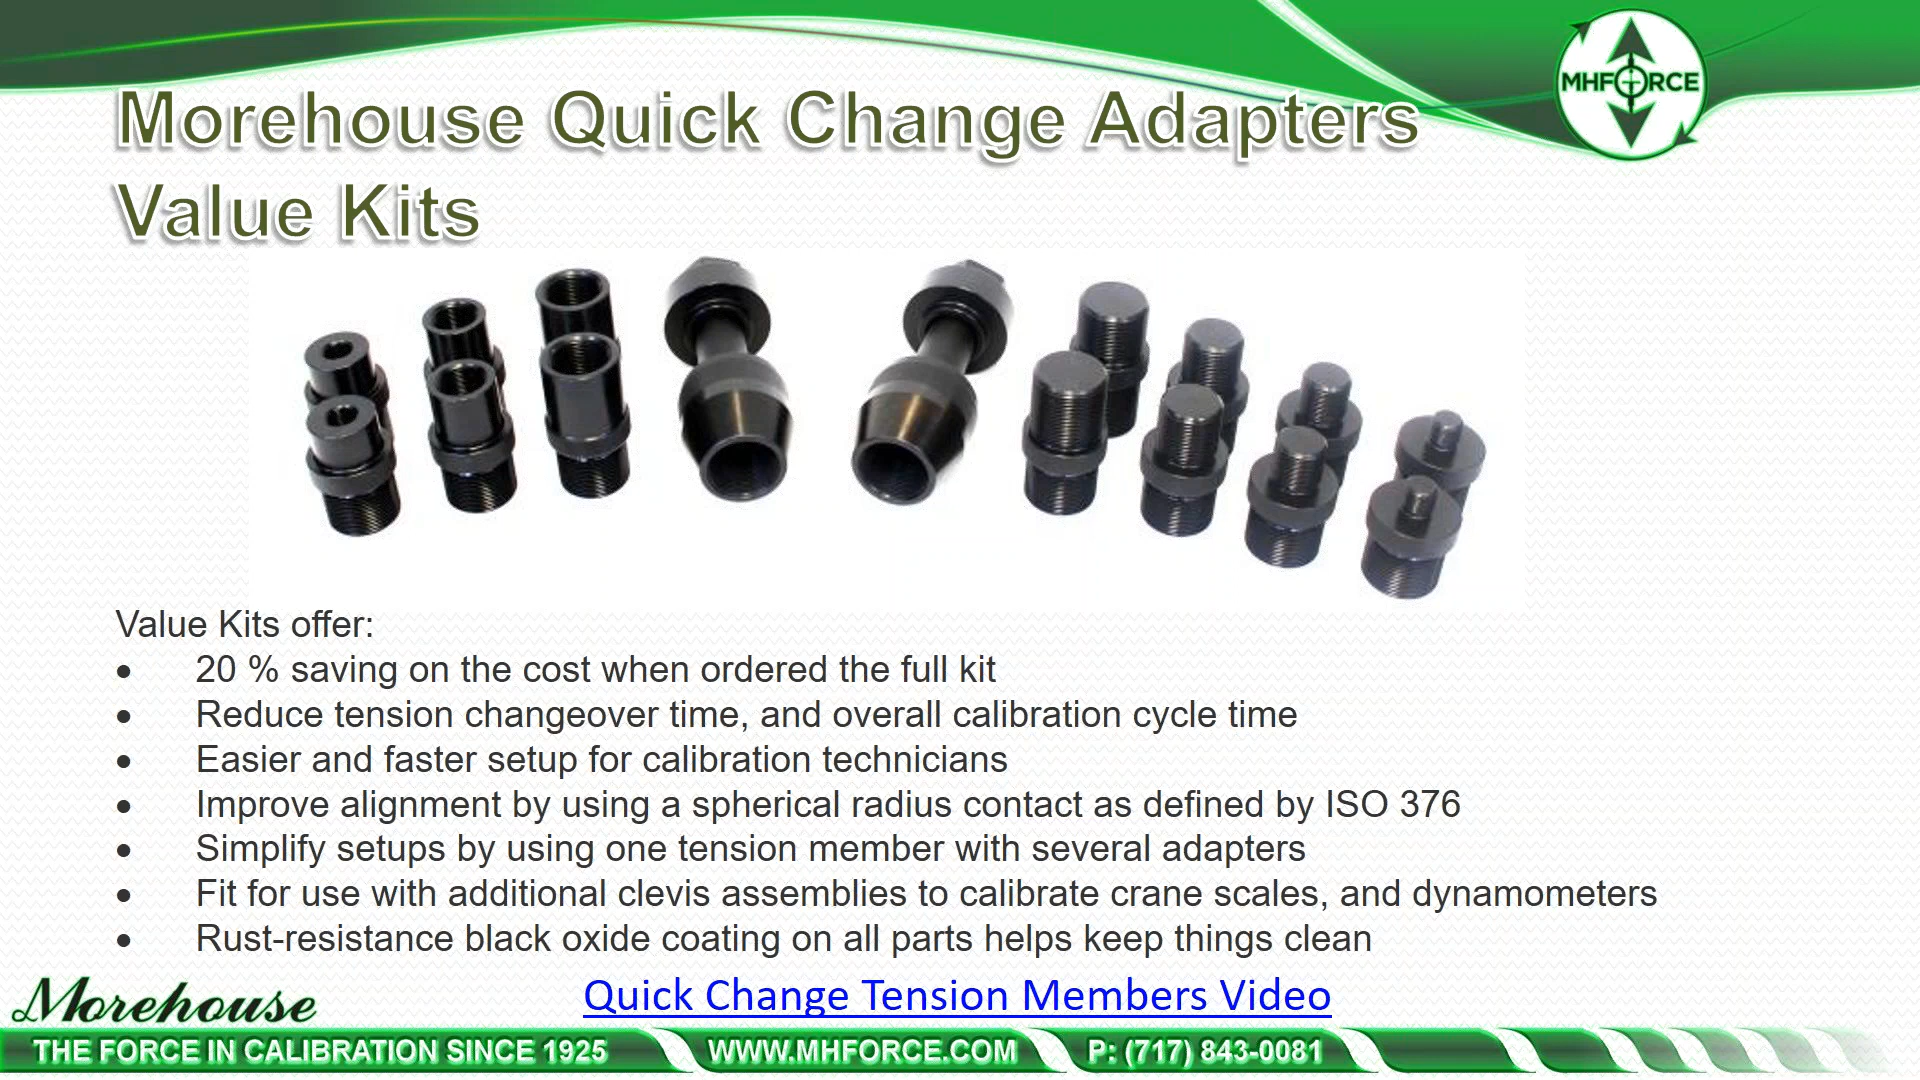 MHFORCE
Morehouse Quick Change Adapters
Value Kits
Value Kits offer:
• 20 % saving on the cost when ordered the full kit
• Reduce tension changeover time, and overall calibration cycle time
• Easier and faster setup for calibration technicians
• Improve alignment by using a spherical radius contact as defined by ISO 376
• Simplify setups by using one tension member with several adapters
• Fit for use with additional clevis assemblies to calibrate crane scales, and dynamometers
• Rust-resistance black oxide coating on all parts helps keep things clean
Morehouse
Quick Change Tension Members Video
THE FORCE IN CALIBRATION SINCE 1925 WWW.MHFORCE.COM P: (717) 843-0081